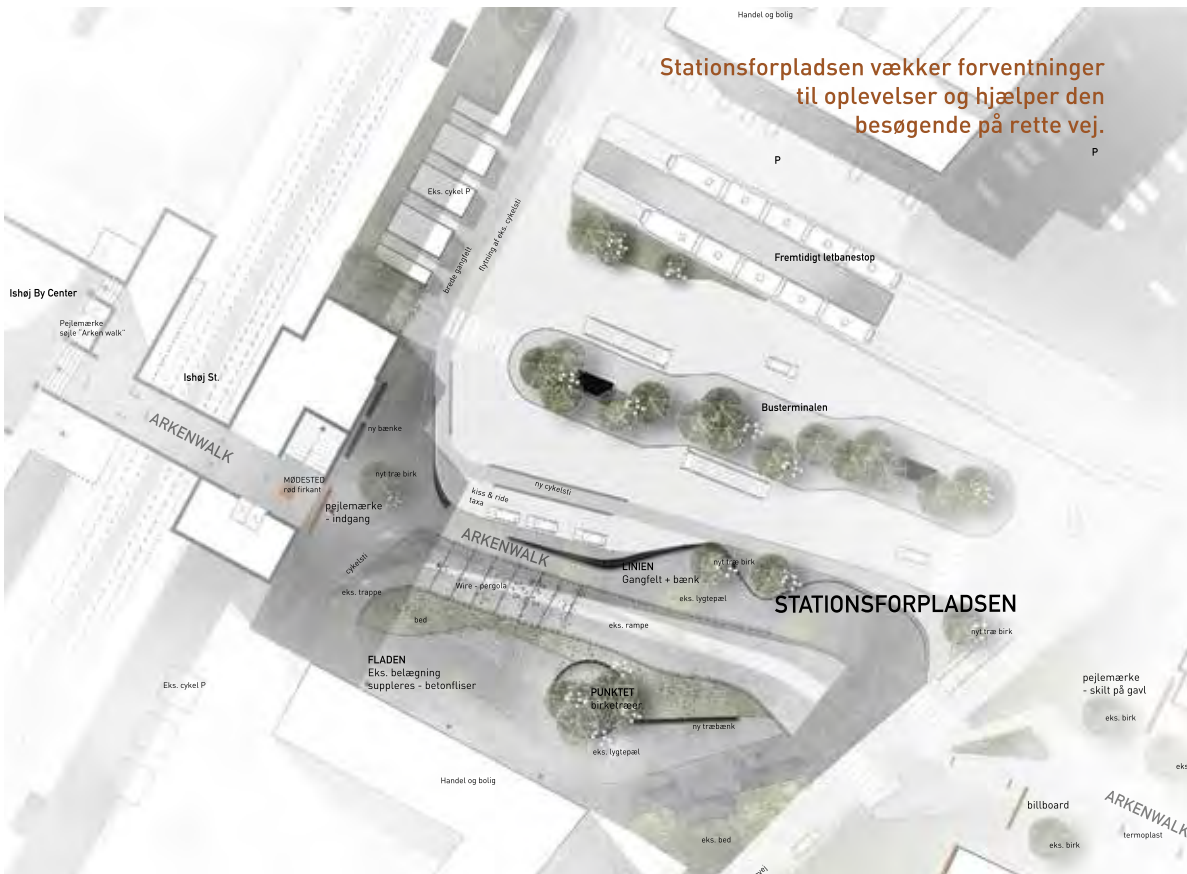 Handel og bolig
Stationsforpladsen vækker forventninger
til oplevelser og hjælper den
besøgende på rette vej.
P
P
Eks. cykel P
brede gangfelt
flytning af eks. cykelsti
Fremtidigt letbanestop
Ishøj By Center
Pejlemærke
søjle "Arken walk"
Ishøj St.
ARKENWALK
ny bænke
Busterminalen
MØDESTED
rød firkant
nyt træ birk
pejlemærke
- indgang
kiss & ride
taxa
ny cykelsti
ARKENWALK
cykelsti
eks. trappe
Wire - pergola
LINIEN
Gangfelt + bænk
nyt træ birk
eks. lygtepæl
STATIONSFORPLADSEN
bed
eks. rampe
nyt træ birk
FLADEN
Eks. belægning
suppleres - betonfliser
Eks. cykel P
PUNKTET
birketræer
ny træbænk
eks. lygtepæl
pejlemærke
- skilt på gavl
eks. birk
eks
Handel og bolig
billboard
ARKENWALK
termoplast
eks. bed
eks. birk
vej